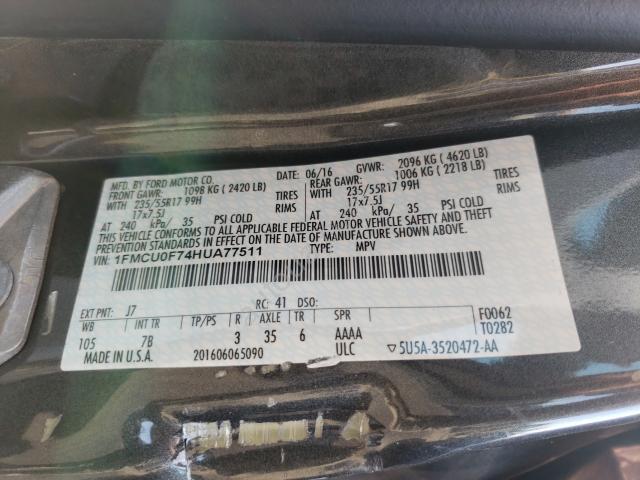 MFD. BY FORD MOTOR CO. DATE: 06/16 GVWR: 2096 KG ( 4620 LB)
FRONT GAWR: 1098 KG ( 2420 LB) REAR GAWR: 1006 KG ( 2218 LB)
WITH 235/55R17 99H TIRES WITH 235/55R17 99H TIRES
17x7.5J RIMS 17x7.5J RIMS
AT 240 kPa/ 35 PSI COLD AT 240 kPa/ 35 PSI COLD
THIS VEHICLE CONFORMS TO ALL APPLICABLE FEDERAL MOTOR VEHICLE SAFETY AND THEFT
PREVENTION STANDARDS IN EFFECT ON THE DATE OF MANUFACTURE SHOWN ABOVE.
VIN: 1FMCU0F74HUA77511 TYPE: MPV
EXT PNT: J7 RC: 41 DSO: F0062
WB INT TR TP/PS R AXLE TR SPR T0282
105 7B 3 35 6 AAAA
MADE IN U.S.A. 201606065090 ULC ▽5U5A-3520472-AA